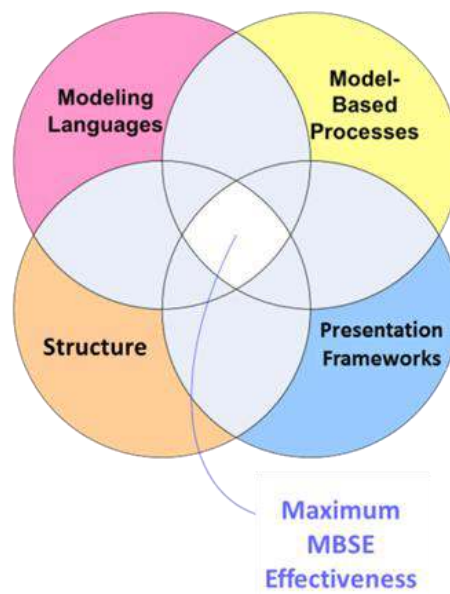 Modeling
Languages
Model-
Based
Processes
Structure
Presentation
Frameworks
Maximum
MBSE
Effectiveness